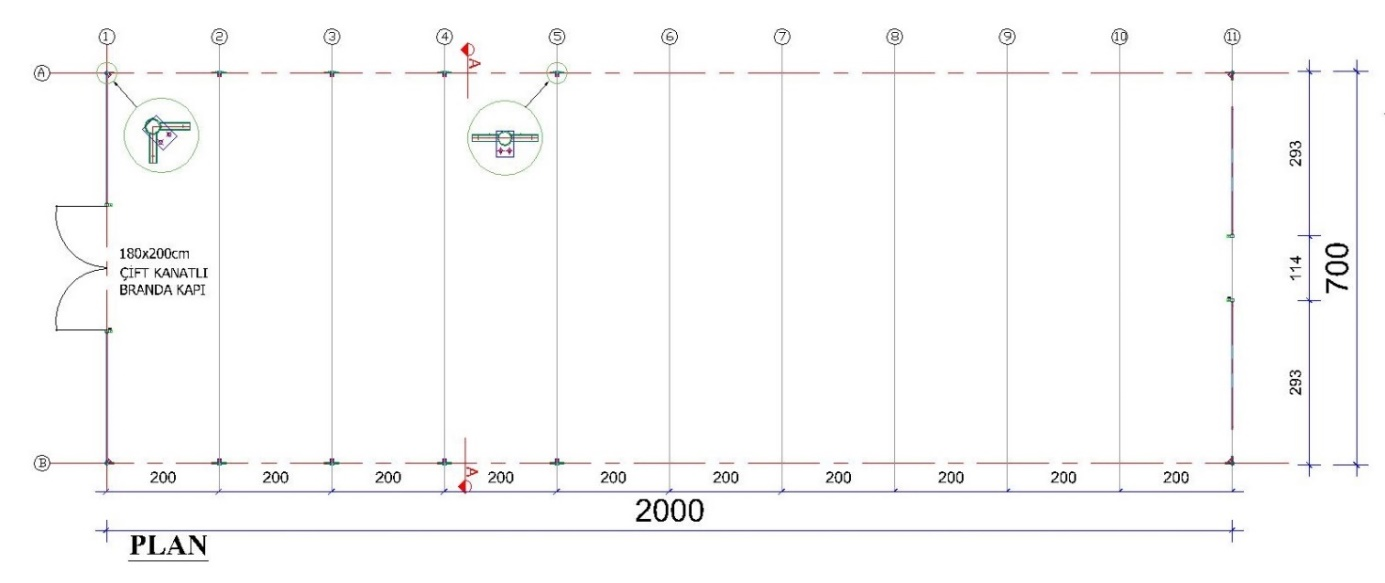 1 2 3 4 5 6 7 8 9 10 11
A
A
293
180x200cm
ÇİFT KANATLI
BRANDA KAPI
114
700
293
B
A
200 200 200 200 200 200 200 200 200 200
2000
PLAN